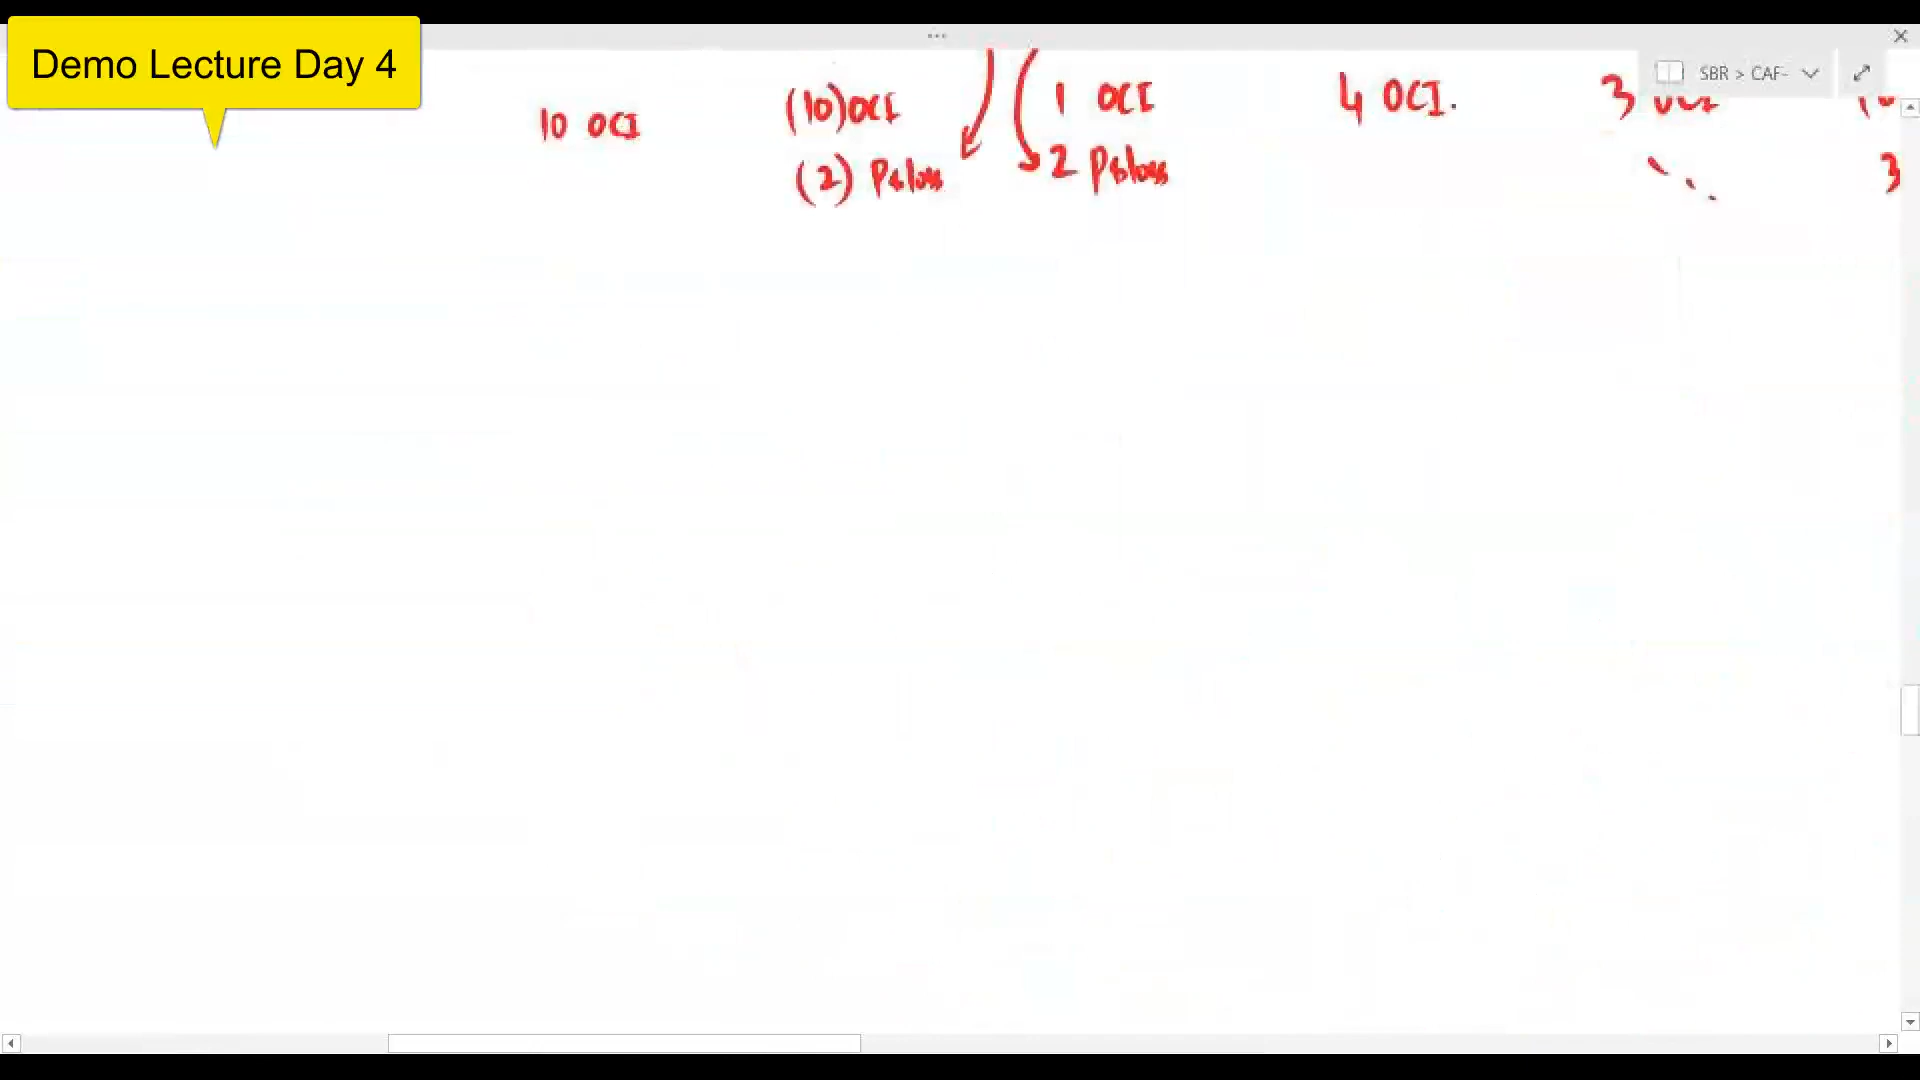 Demo Lecture Day 4
SBR > CAF-
10 OCI (10) OCI 1 OCI 4 OCI. 3 OCI
(2) P&loss 2 P&loss 3